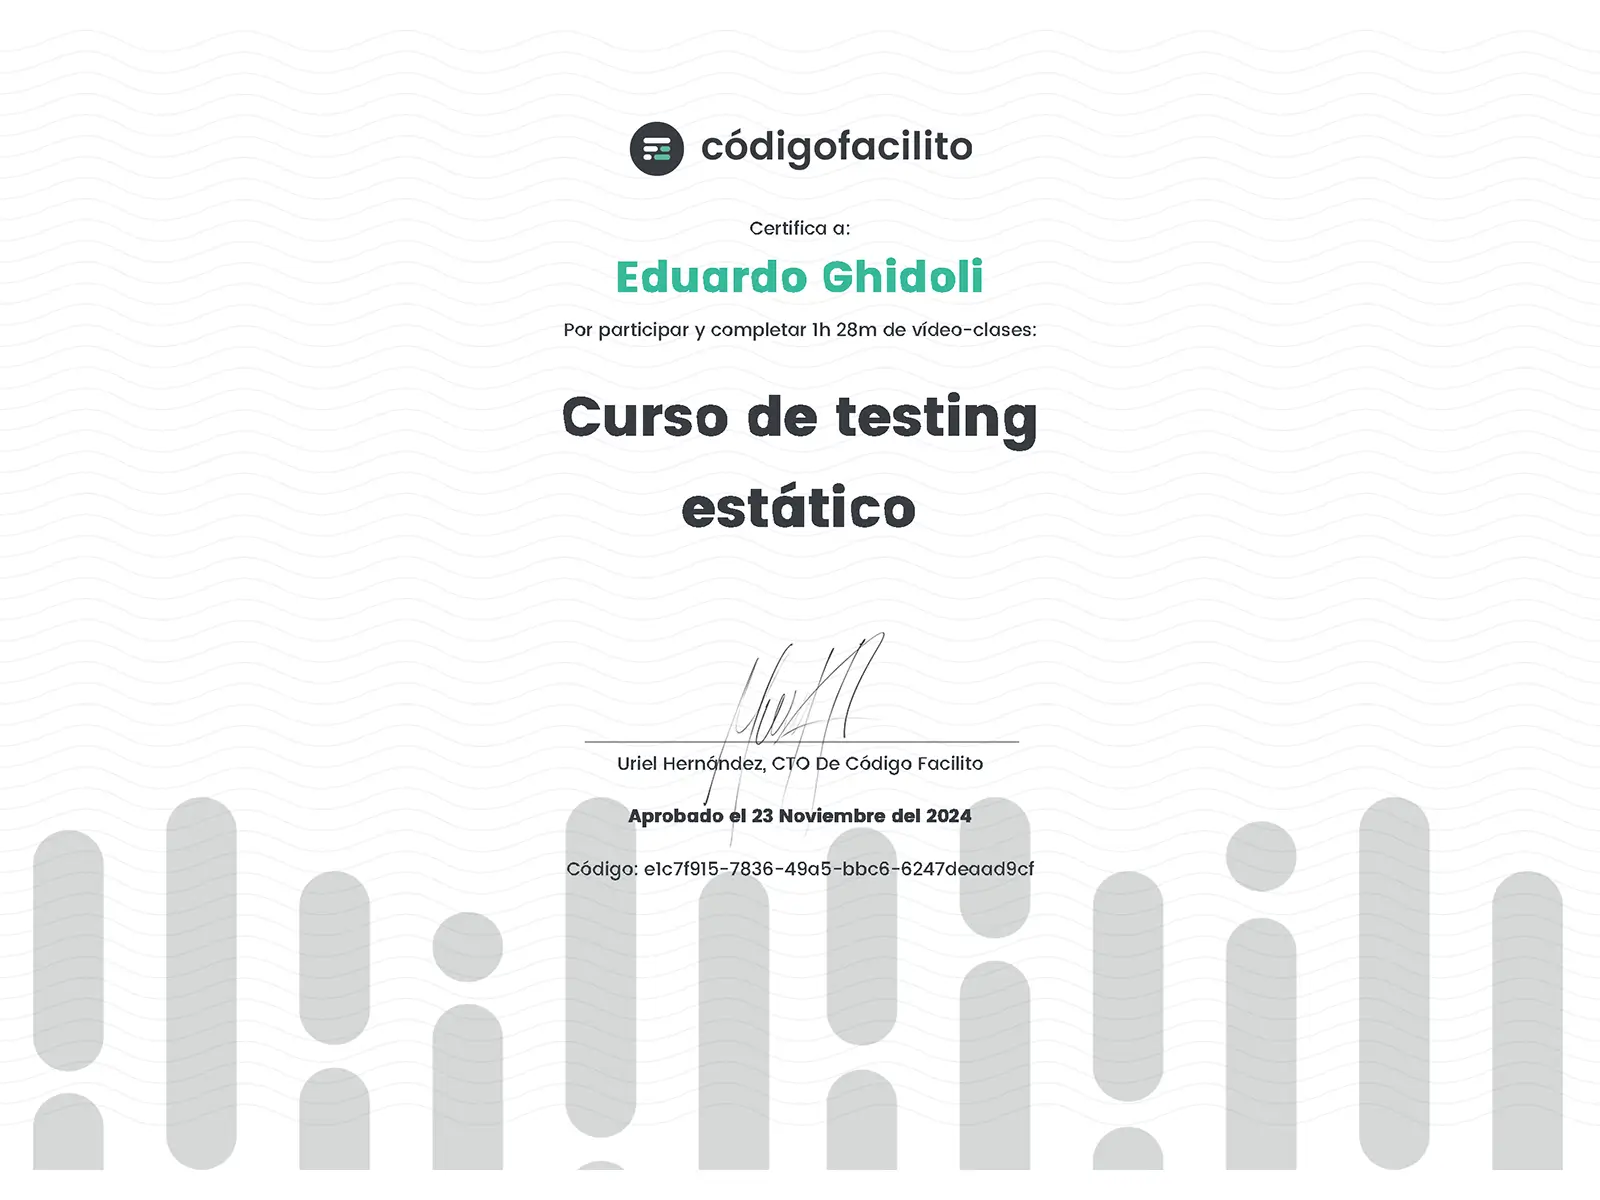 códigofacilito
Certifica a:
Eduardo Ghidoli
Por participar y completar 1h 28m de vídeo-clases:
Curso de testing
estático
Uriel Hernández, CTO De Código Facilito
Aprobado el 23 Noviembre del 2024
Código: e1c7f915-7836-49a5-bbc6-6247deaad9cf